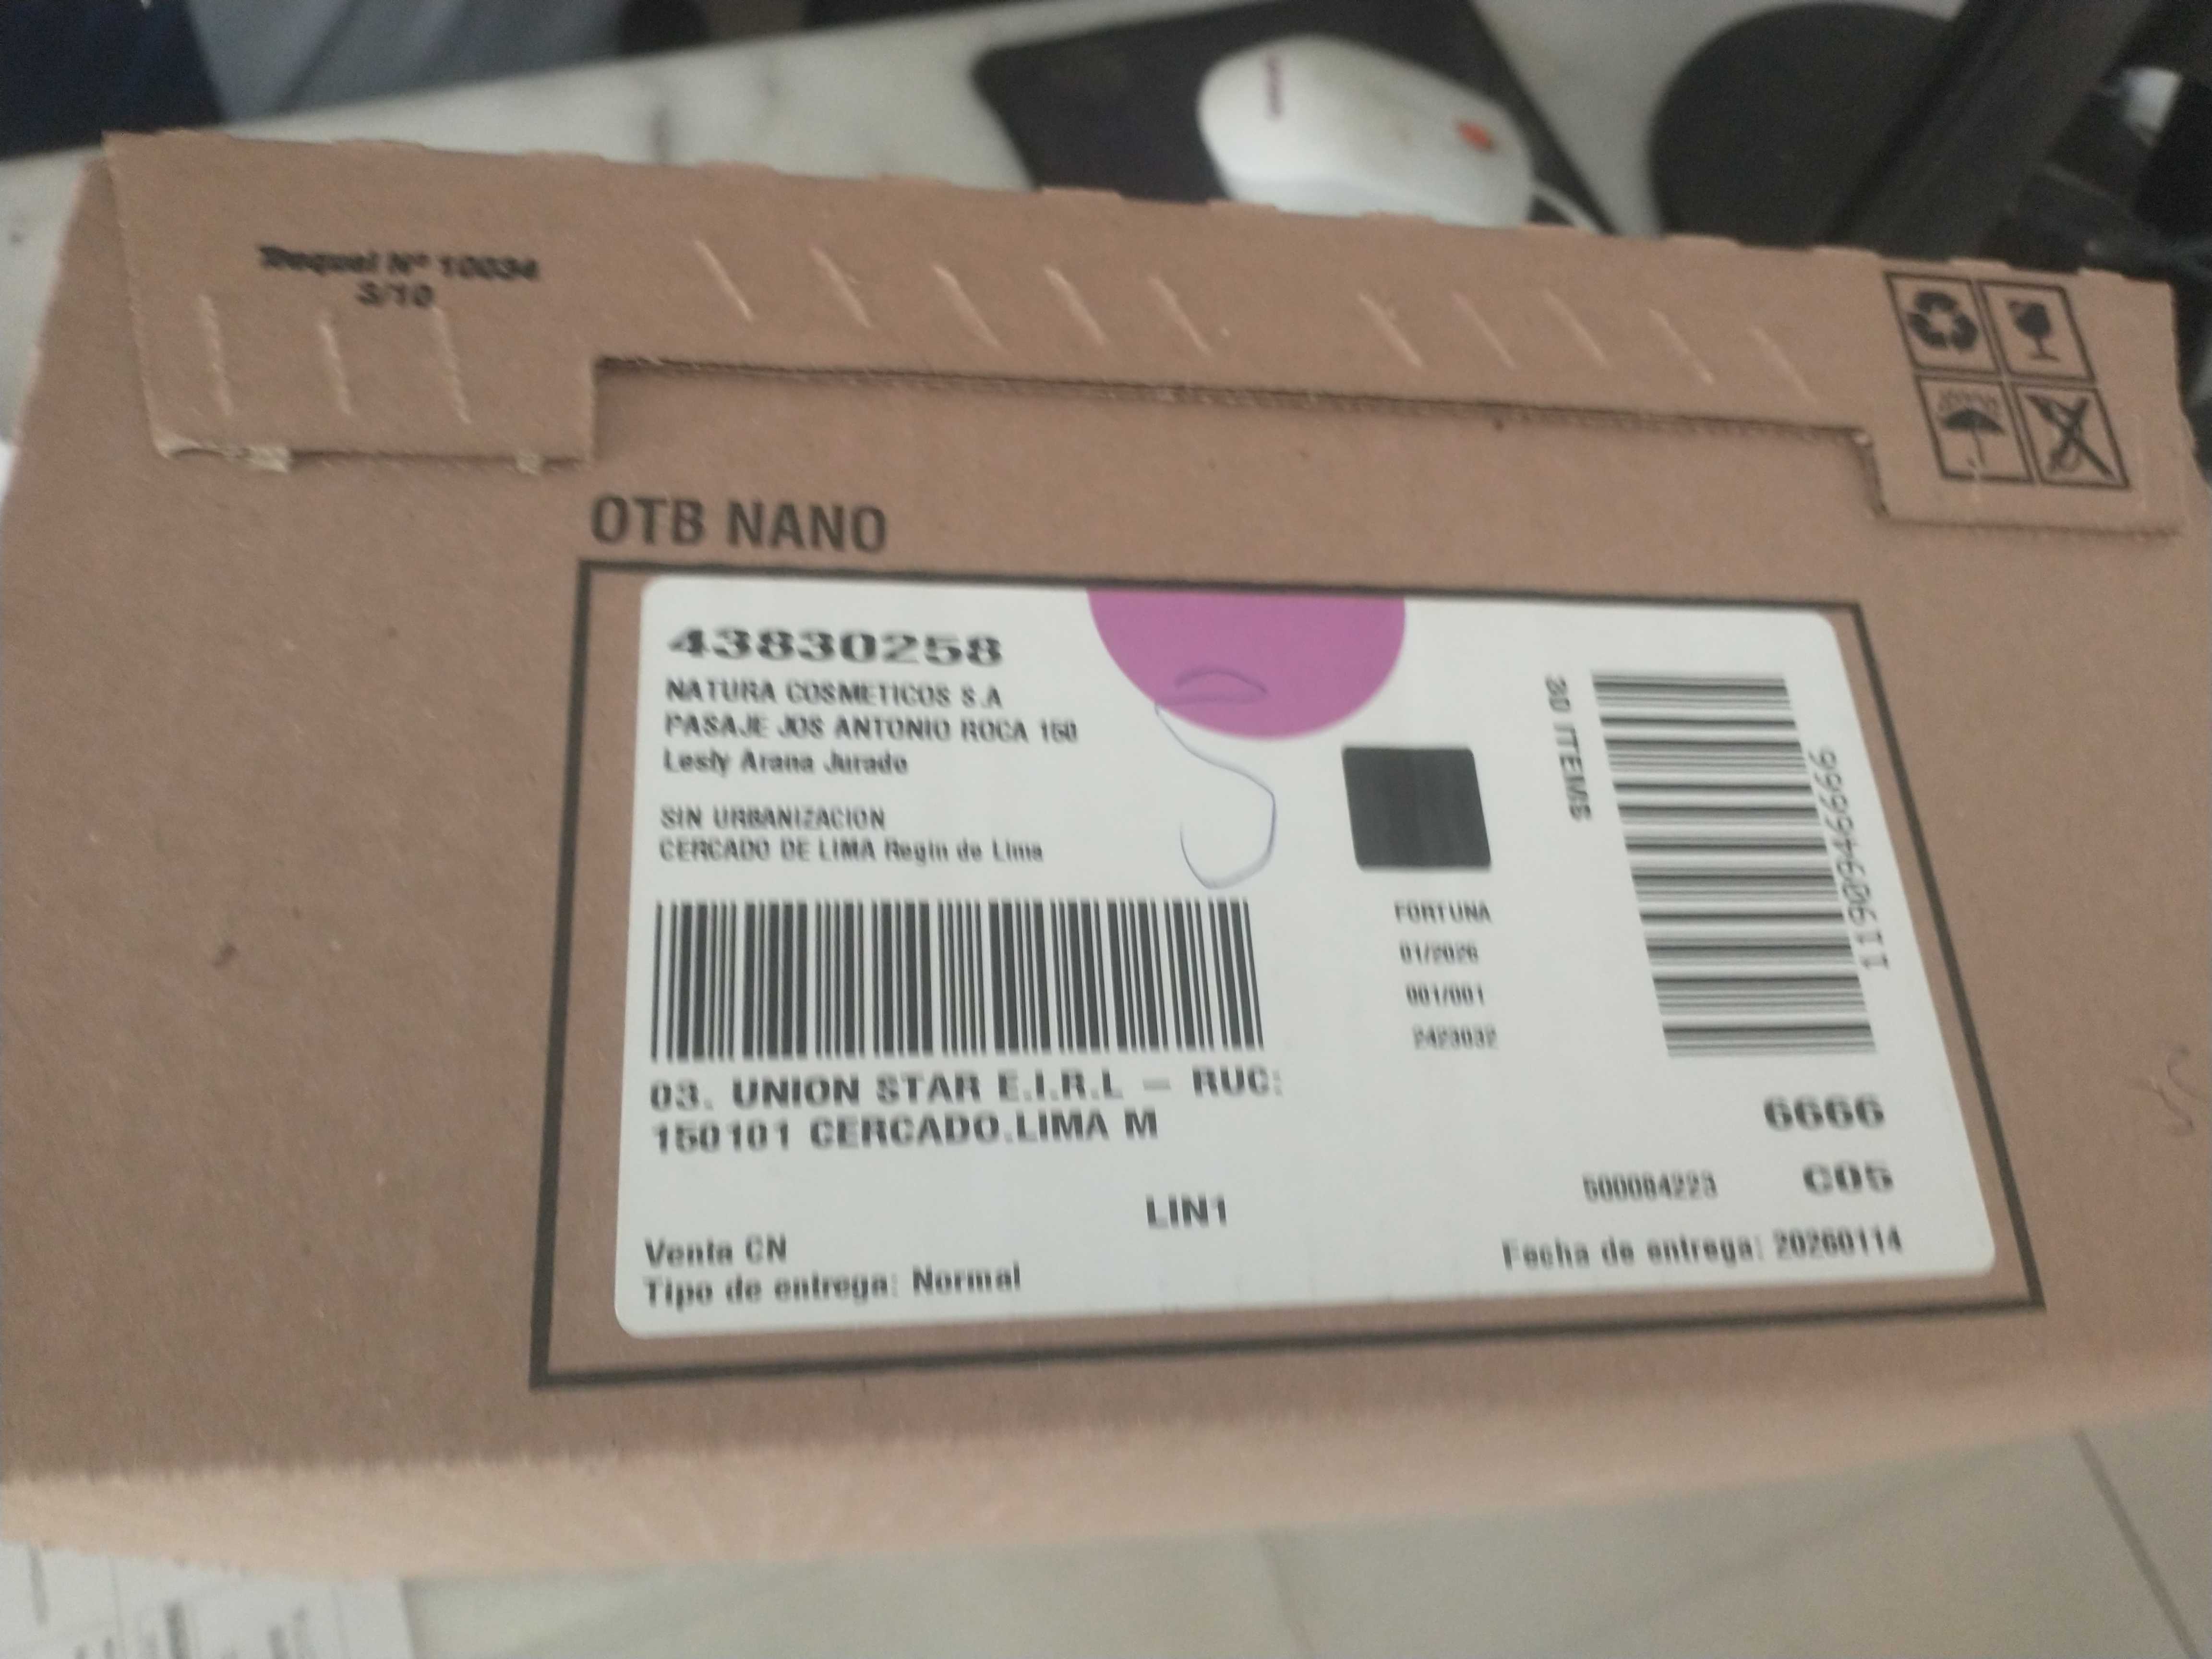 Troquel Nº 10034
3/10
OTB NANO
43830258
NATURA COSMETICOS S.A
PASAJE JOS ANTONIO ROCA 150
Lesly Arana Jurado
SIN URBANIZACION
CERCADO DE LIMA Regin de Lima
03. UNION STAR E.I.R.L – RUC:
150101 CERCADO.LIMA M
LIN1
Venta CN
Tipo de entrega: Normal
FORTUNA
01/2026
001/001
2423032
30 ITEMS
119094666
6666
500084223
C05
Fecha de entrega: 20260114